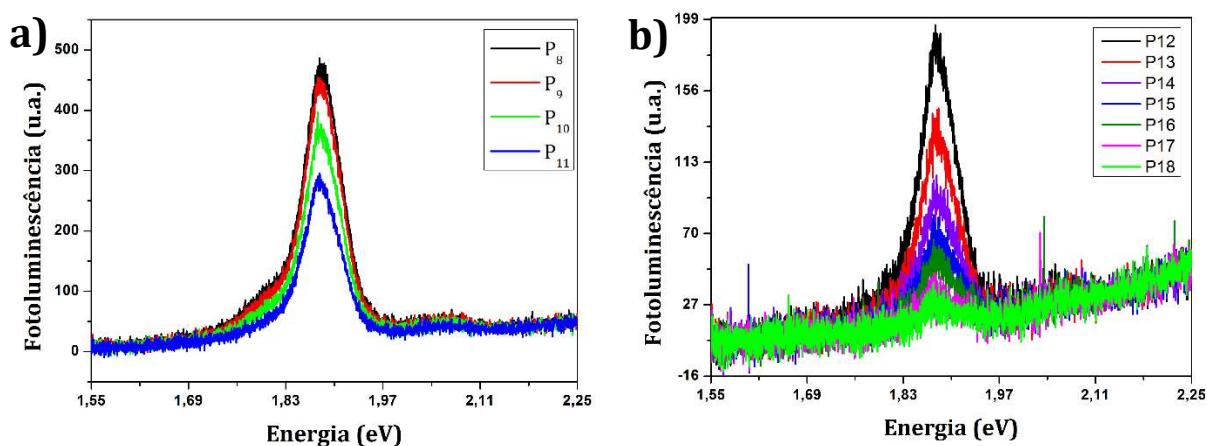 a)
Fotoluminescência (u.a.)
500
400
300
200
100
0
1,55
1,69
1,83
1,97
2,11
2,25
Energia (eV)
P8
P9
P10
P11
b)
Fotoluminescência (u.a.)
199
156
113
70
27
-16
1,55
1,69
1,83
1,97
2,11
2,25
Energia (eV)
P12
P13
P14
P15
P16
P17
P18